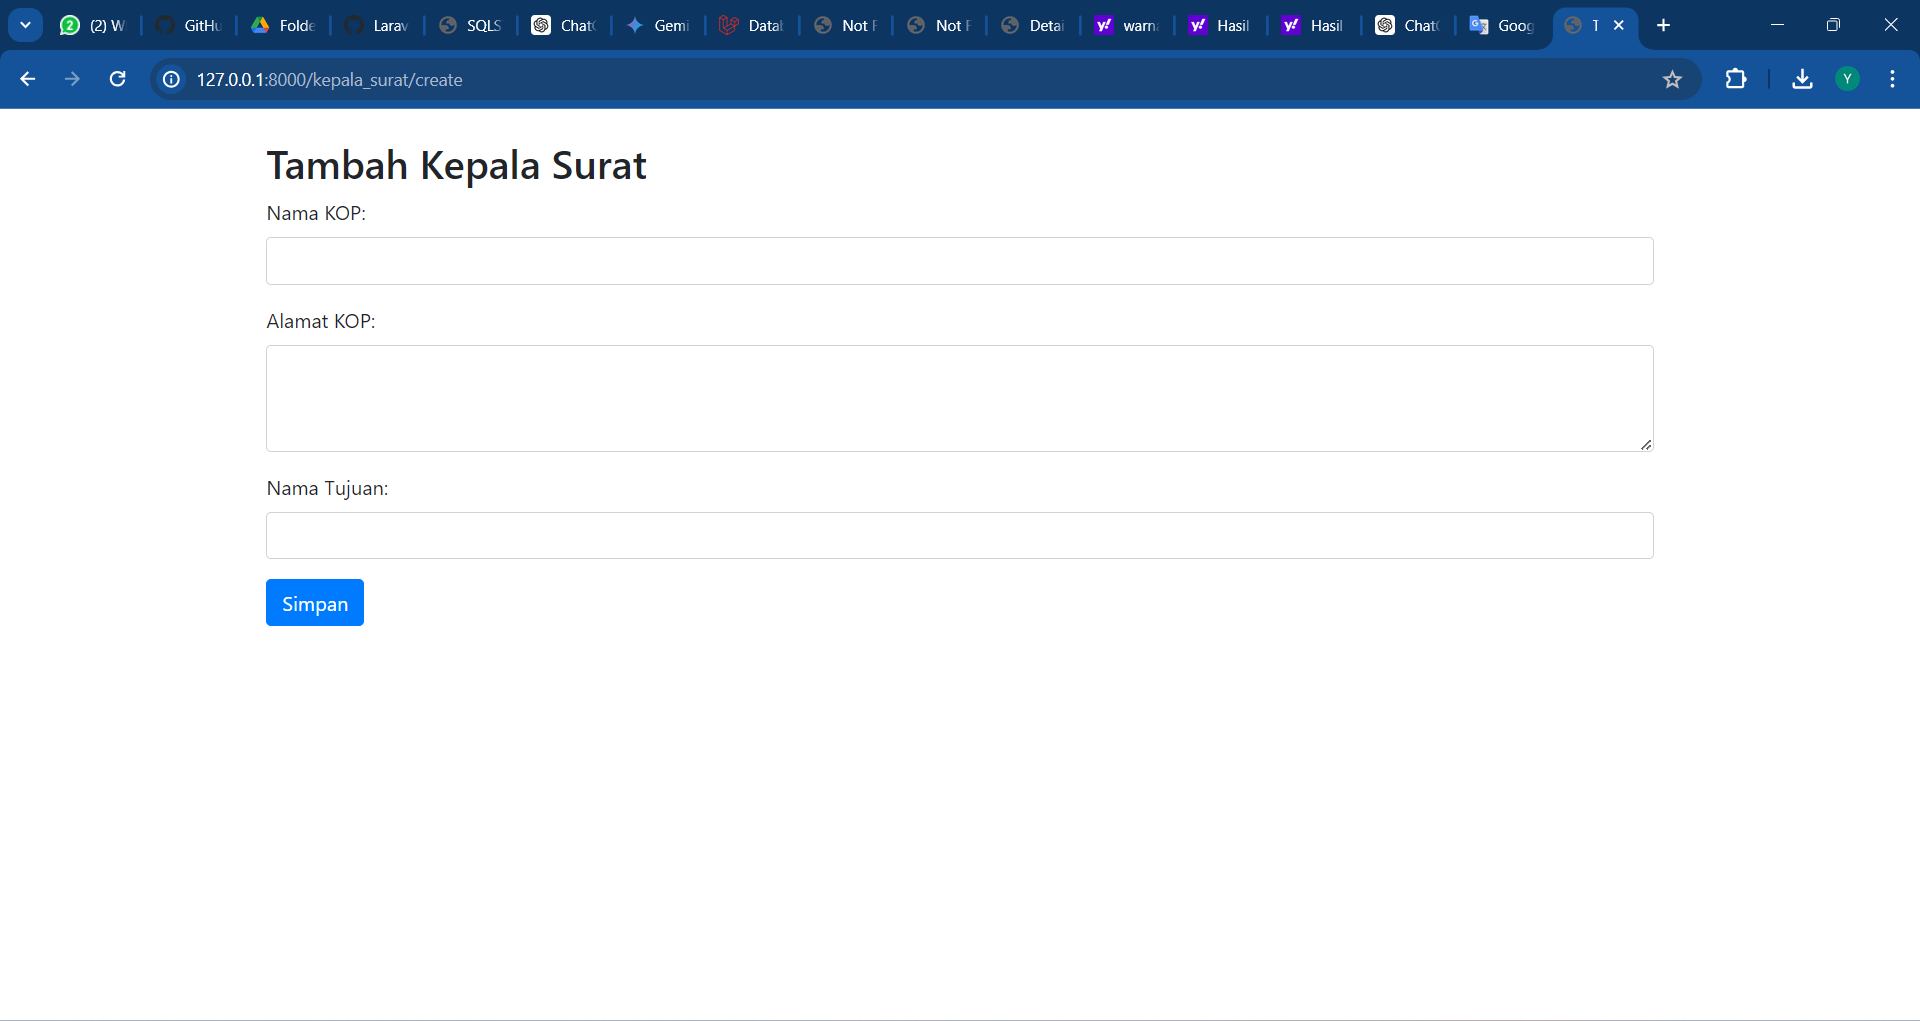 (2) W
GitHu
Folde
Larav
SQLS
Chat
Gemi
Data
Not F
Not F
Detai
warn
Hasil
Hasil
Chat
Goog
T
127.0.0.1:8000/kepala_surat/create
Y
Tambah Kepala Surat
Nama KOP:
Alamat KOP:
Nama Tujuan:
Simpan